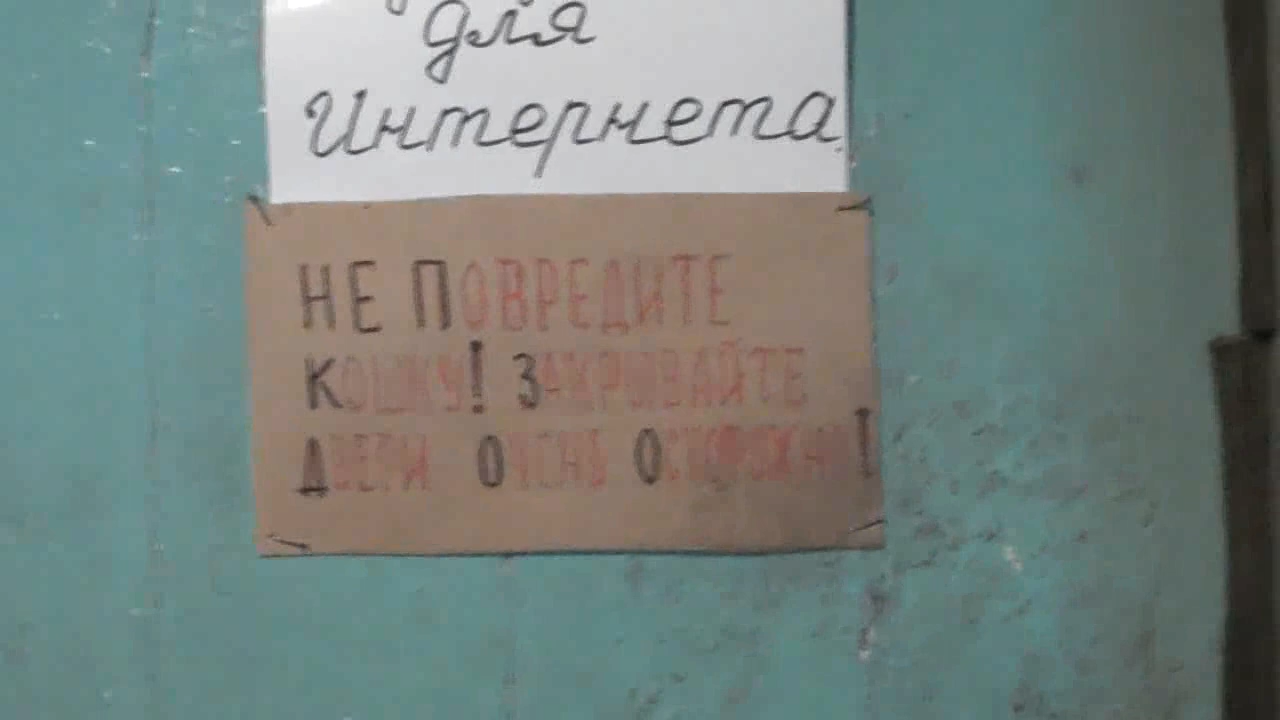 для
Интернета
НЕ ПОВРЕДИТЕ
КОШКУ! ЗАКРЫВАЙТЕ
ДВЕРИ ОЧЕНЬ ОСТОРОЖНО!